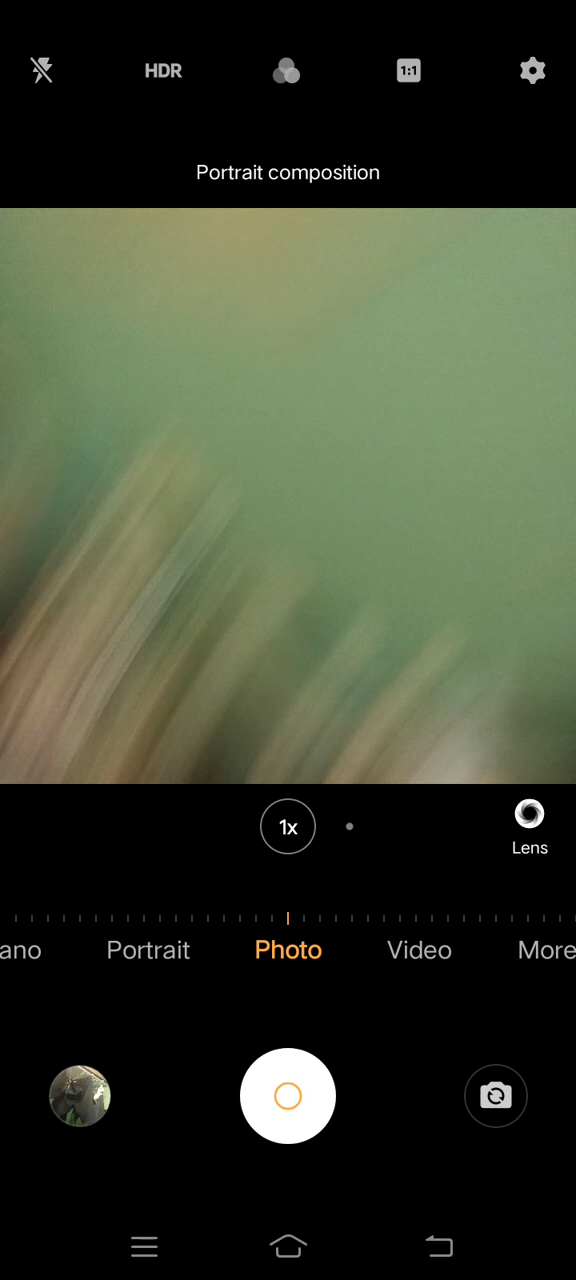 HDR
1:1
Portrait composition
1x
Lens
ano Portrait Photo Video More